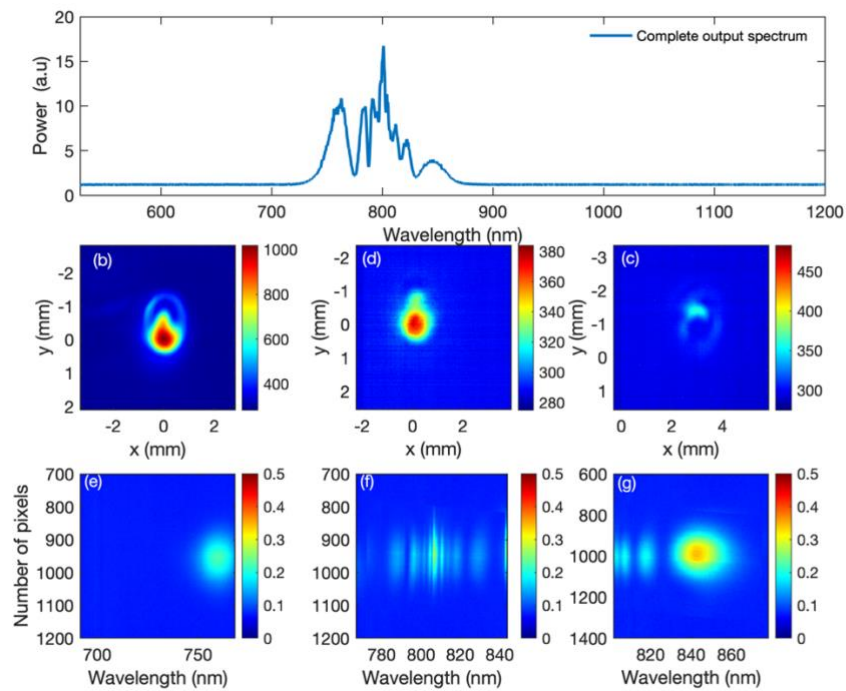 20
15
10
5
0
Power (a.u)
Complete output spectrum
600 700 800 900 1000 1100 1200
Wavelength (nm)
(b)
-2
-1
0
1
2
y (mm)
-2 0 2
x (mm)
1000
800
600
400
(d)
-2
-1
0
1
2
y (mm)
-2 0 2
x (mm)
380
360
340
320
300
280
(c)
-3
-2
-1
0
1
y (mm)
0 2 4
x (mm)
450
400
350
300
(e)
700
800
900
1000
1100
1200
Number of pixels
700 750
Wavelength (nm)
0.5
0.4
0.3
0.2
0.1
0
(f)
700
800
900
1000
1100
1200
780 800 820 840
Wavelength (nm)
0.5
0.4
0.3
0.2
0.1
0
(g)
600
800
1000
1200
1400
820 840 860
Wavelength (nm)
0.5
0.4
0.3
0.2
0.1
0